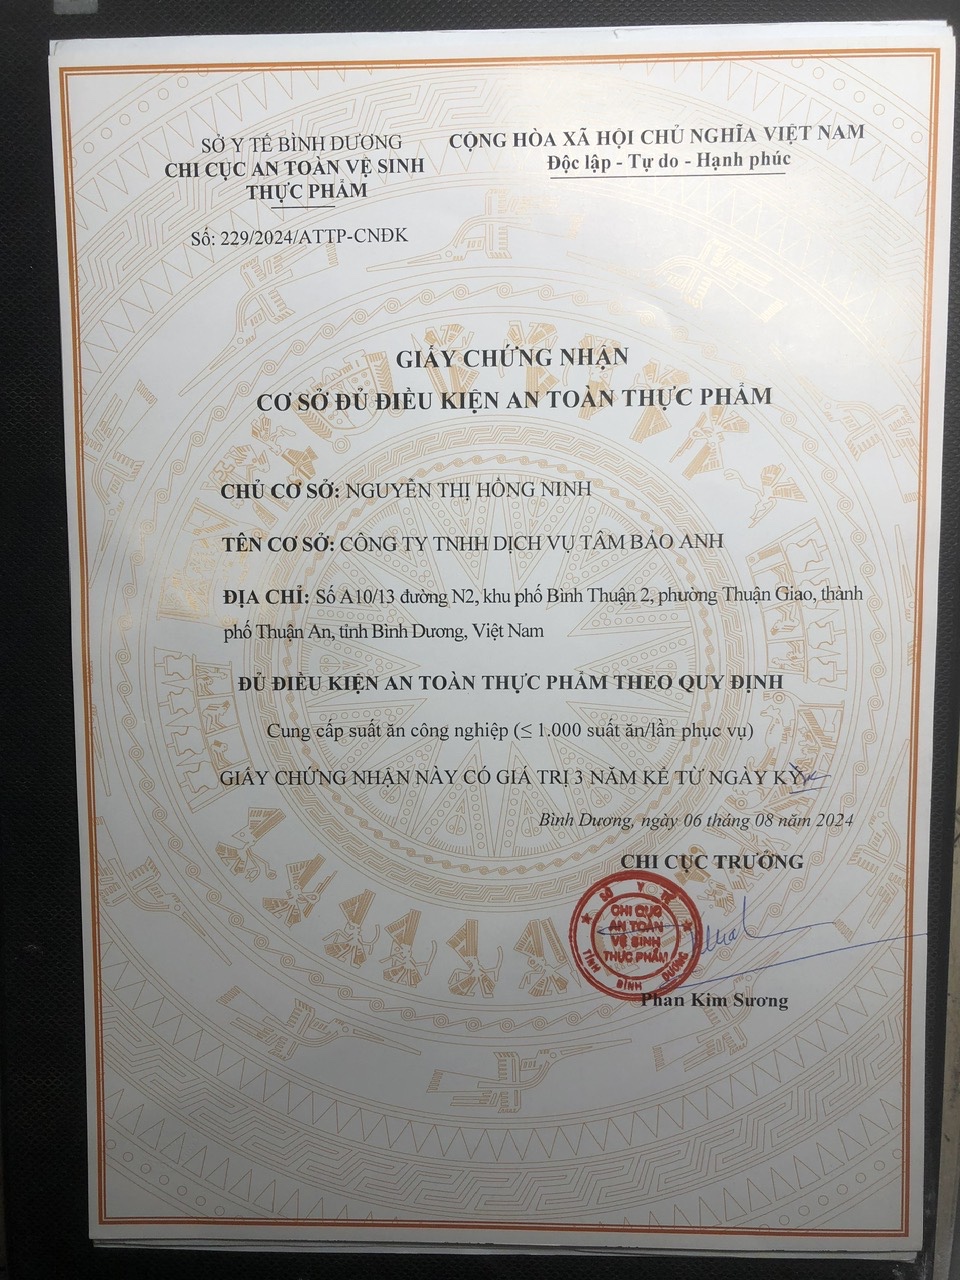 SỞ Y TẾ BÌNH DƯƠNG
CHI CỤC AN TOÀN VỆ SINH
THỰC PHẨM
Số: 229/2024/ATTP-CNĐK
CỘNG HÒA XÃ HỘI CHỦ NGHĨA VIỆT NAM
Độc lập - Tự do - Hạnh phúc
GIẤY CHỨNG NHẬN
CƠ SỞ ĐỦ ĐIỀU KIỆN AN TOÀN THỰC PHẨM
CHỦ CƠ SỞ: NGUYỄN THỊ HỒNG NINH
TÊN CƠ SỞ: CÔNG TY TNHH DỊCH VỤ TÂM BẢO ANH
ĐỊA CHỈ: Số A10/13 đường N2, khu phố Bình Thuận 2, phường Thuận Giao, thành
phố Thuận An, tỉnh Bình Dương, Việt Nam
ĐỦ ĐIỀU KIỆN AN TOÀN THỰC PHẨM THEO QUY ĐỊNH
Cung cấp suất ăn công nghiệp (≤ 1.000 suất ăn/lần phục vụ)
GIẤY CHỨNG NHẬN NÀY CÓ GIÁ TRỊ 3 NĂM KỂ TỪ NGÀY KÝ
Bình Dương, ngày 06 tháng 08 năm 2024
CHI CỤC TRƯỞNG
SỞ Y TẾ
CHI CỤC
AN TOÀN
VỆ SINH
THỰC PHẨM
TỈNH BÌNH DƯƠNG
Phan Kim Sương